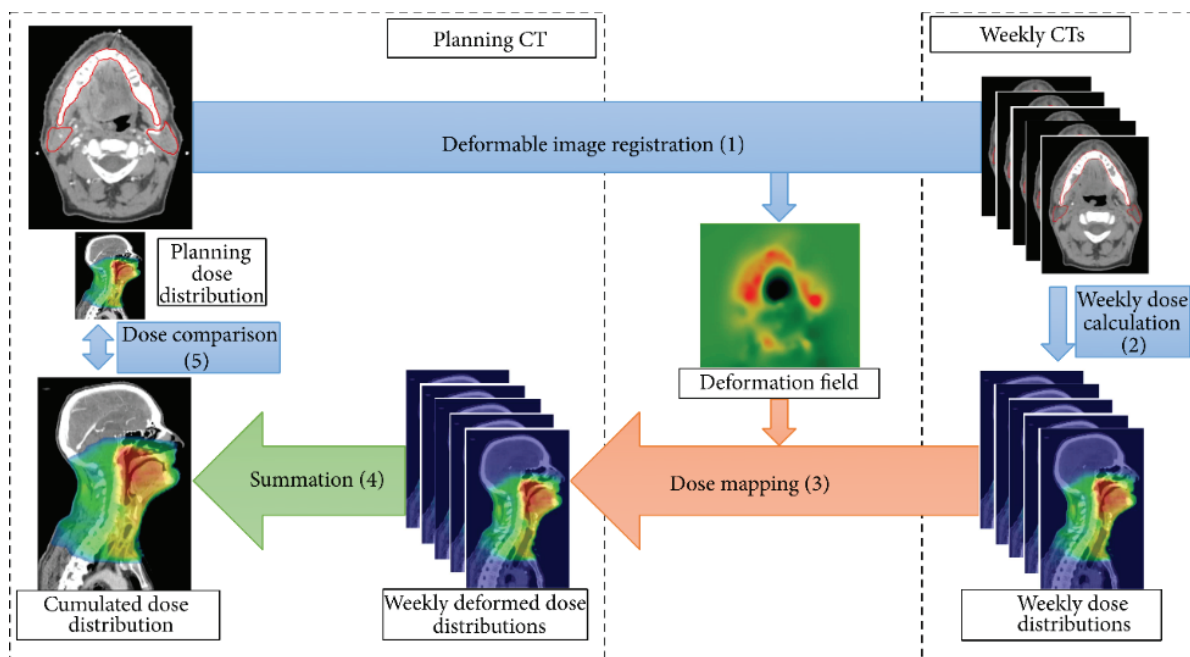 Planning CT
Weekly CTs
Deformable image registration (1)
Planning
dose
distribution
Dose comparison
(5)
Weekly dose
calculation
(2)
Deformation field
Summation (4)
Dose mapping (3)
Cumulated dose
distribution
Weekly deformed dose
distributions
Weekly dose
distributions